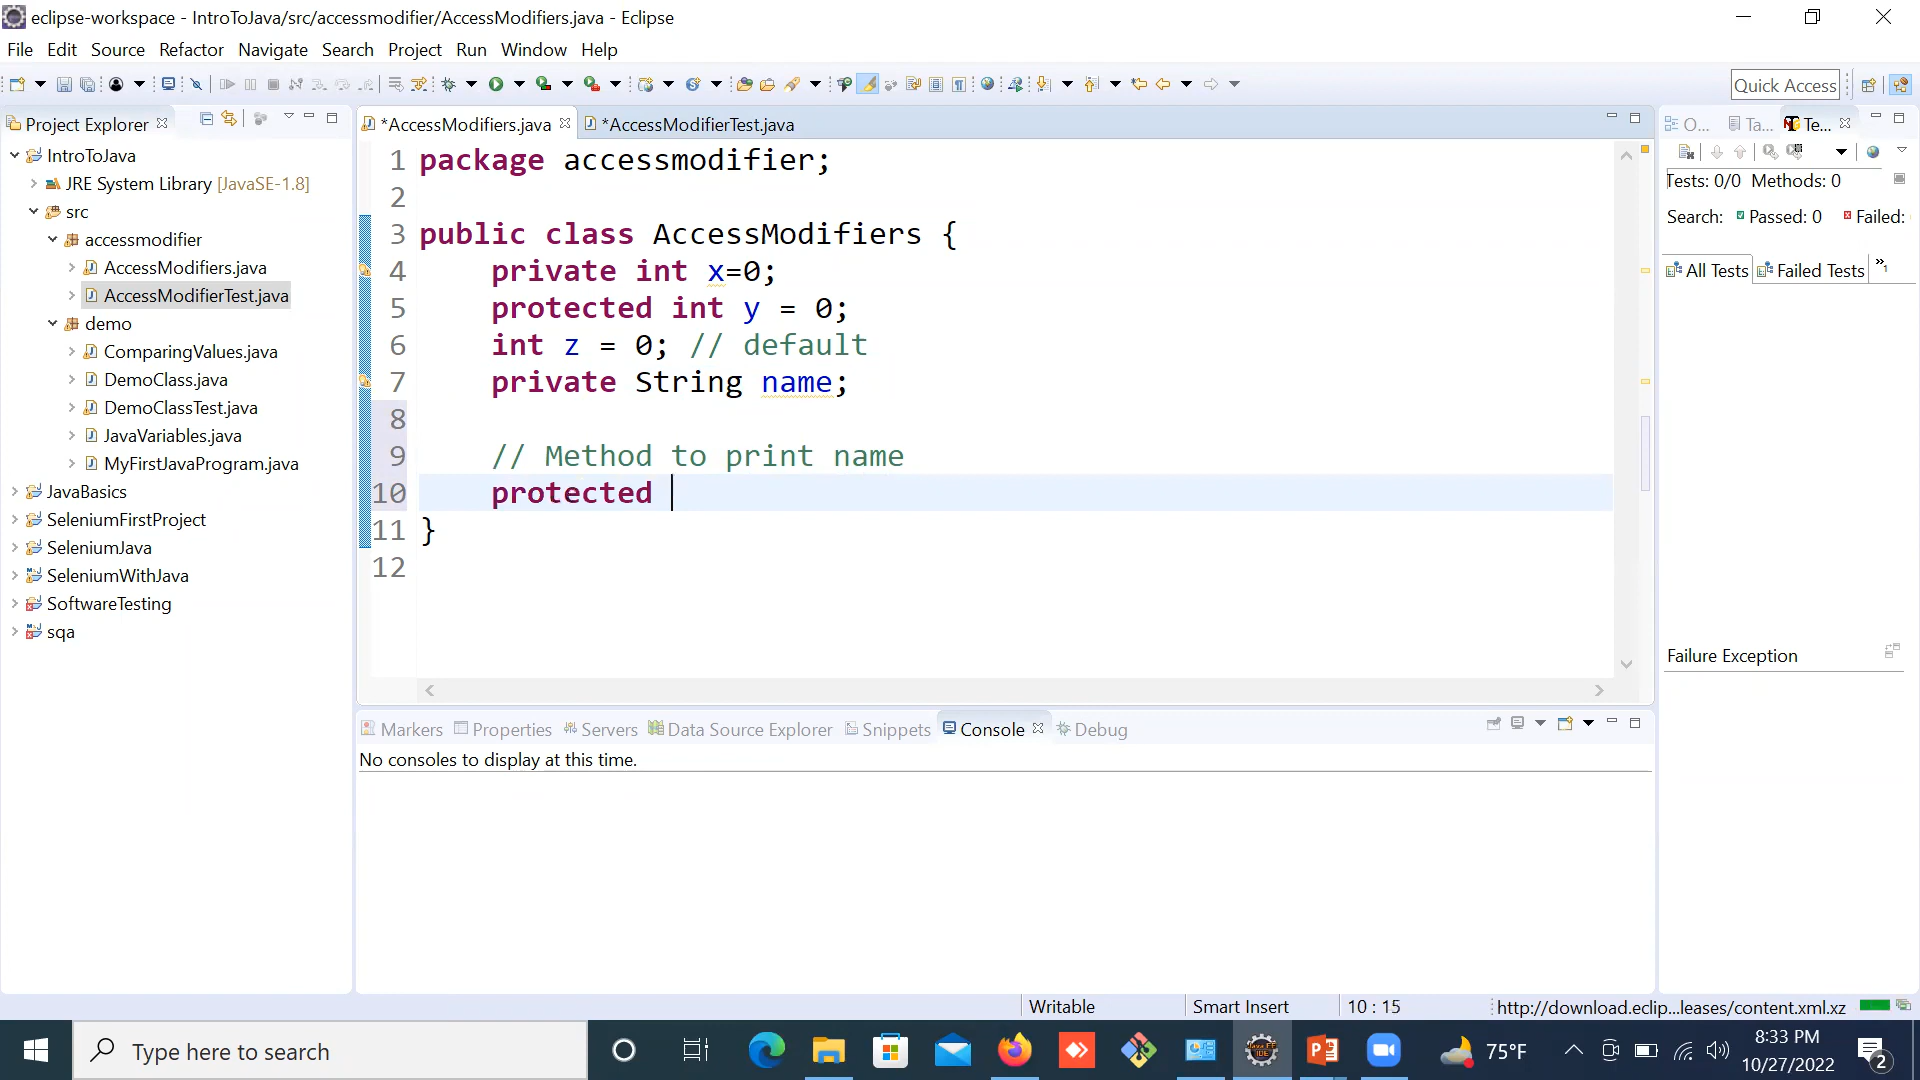 eclipse-workspace - IntroToJava/src/accessmodifier/AccessModifiers.java - Eclipse
File Edit Source Refactor Navigate Search Project Run Window Help
Quick Access
Project Explorer
IntroToJava
JRE System Library [JavaSE-1.8]
src
accessmodifier
AccessModifiers.java
AccessModifierTest.java
demo
ComparingValues.java
DemoClass.java
DemoClassTest.java
JavaVariables.java
MyFirstJavaProgram.java
JavaBasics
SeleniumFirstProject
SeleniumJava
SeleniumWithJava
SoftwareTesting
sqa
*AccessModifiers.java *AccessModifierTest.java
1 package accessmodifier;
2
3 public class AccessModifiers {
4 private int x=0;
5 protected int y = 0;
6 int z = 0; // default
7 private String name;
8
9 // Method to print name
10 protected
11 }
12
O... Ta... Te...
Tests: 0/0 Methods: 0
Search: Passed: 0 Failed:
All Tests Failed Tests »1
Failure Exception
Markers Properties Servers Data Source Explorer Snippets Console Debug
No consoles to display at this time.
Writable Smart Insert 10 : 15 http://download.eclip...leases/content.xml.xz
Type here to search
75°F
8:33 PM
10/27/2022
2